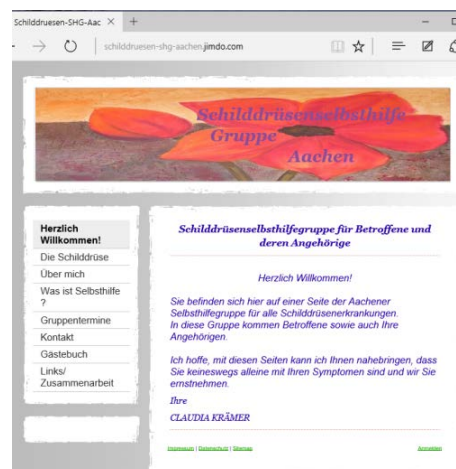 Schilddruesen-SHG-Aac
schilddruesen-shg-aachen.jimdo.com
Schilddrüsenselbsthilfe
Gruppe
Aachen
Herzlich
Willkommen!
Die Schilddrüse
Über mich
Was ist Selbsthilfe
?
Gruppentermine
Kontakt
Gästebuch
Links/
Zusammenarbeit
Schilddrüsenselbsthilfegruppe für Betroffene und
deren Angehörige
Herzlich Willkommen!
Sie befinden sich hier auf einer Seite der Aachener
Selbsthilfegruppe für alle Schilddrüsenerkrankungen.
In diese Gruppe kommen Betroffene sowie auch Ihre
Angehörigen.
Ich hoffe, mit diesen Seiten kann ich Ihnen nahebringen, dass
Sie keineswegs alleine mit Ihren Symptomen sind und wir Sie
ernstnehmen.
Ihre
CLAUDIA KRÄMER
Impressum | Datenschutz | Sitemap
Anmelden